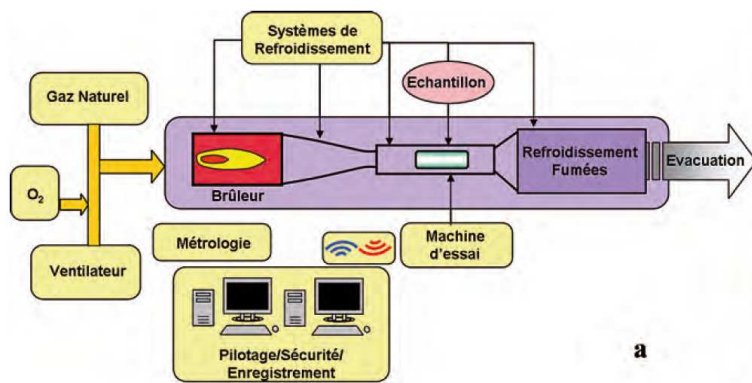 Systèmes de
Refroidissement
Gaz Naturel
Echantillon
O₂
Brûleur
Refroidissement
Fumées
Evacuation
Ventilateur
Métrologie
Machine
d'essai
Pilotage/Sécurité/
Enregistrement
a